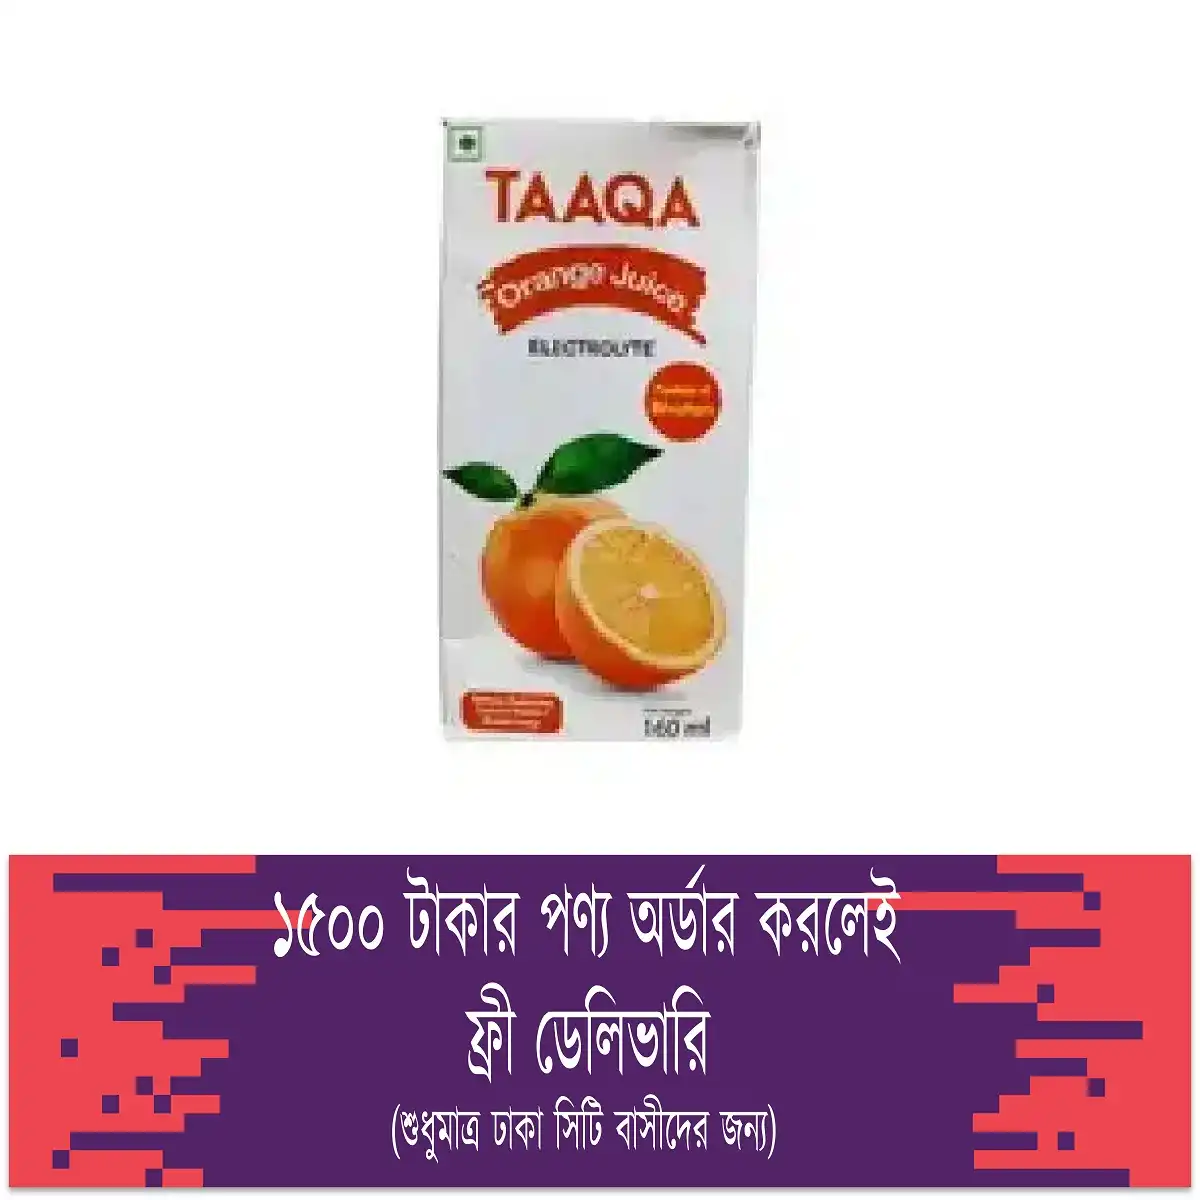 TAAQA
Orange Juice
ELECTROLYTE
160 ml
১৫০০ টাকার পণ্য অর্ডার করলেই
ফ্রী ডেলিভারি
(শুধুমাত্র ঢাকা সিটি বাসীদের জন্য)